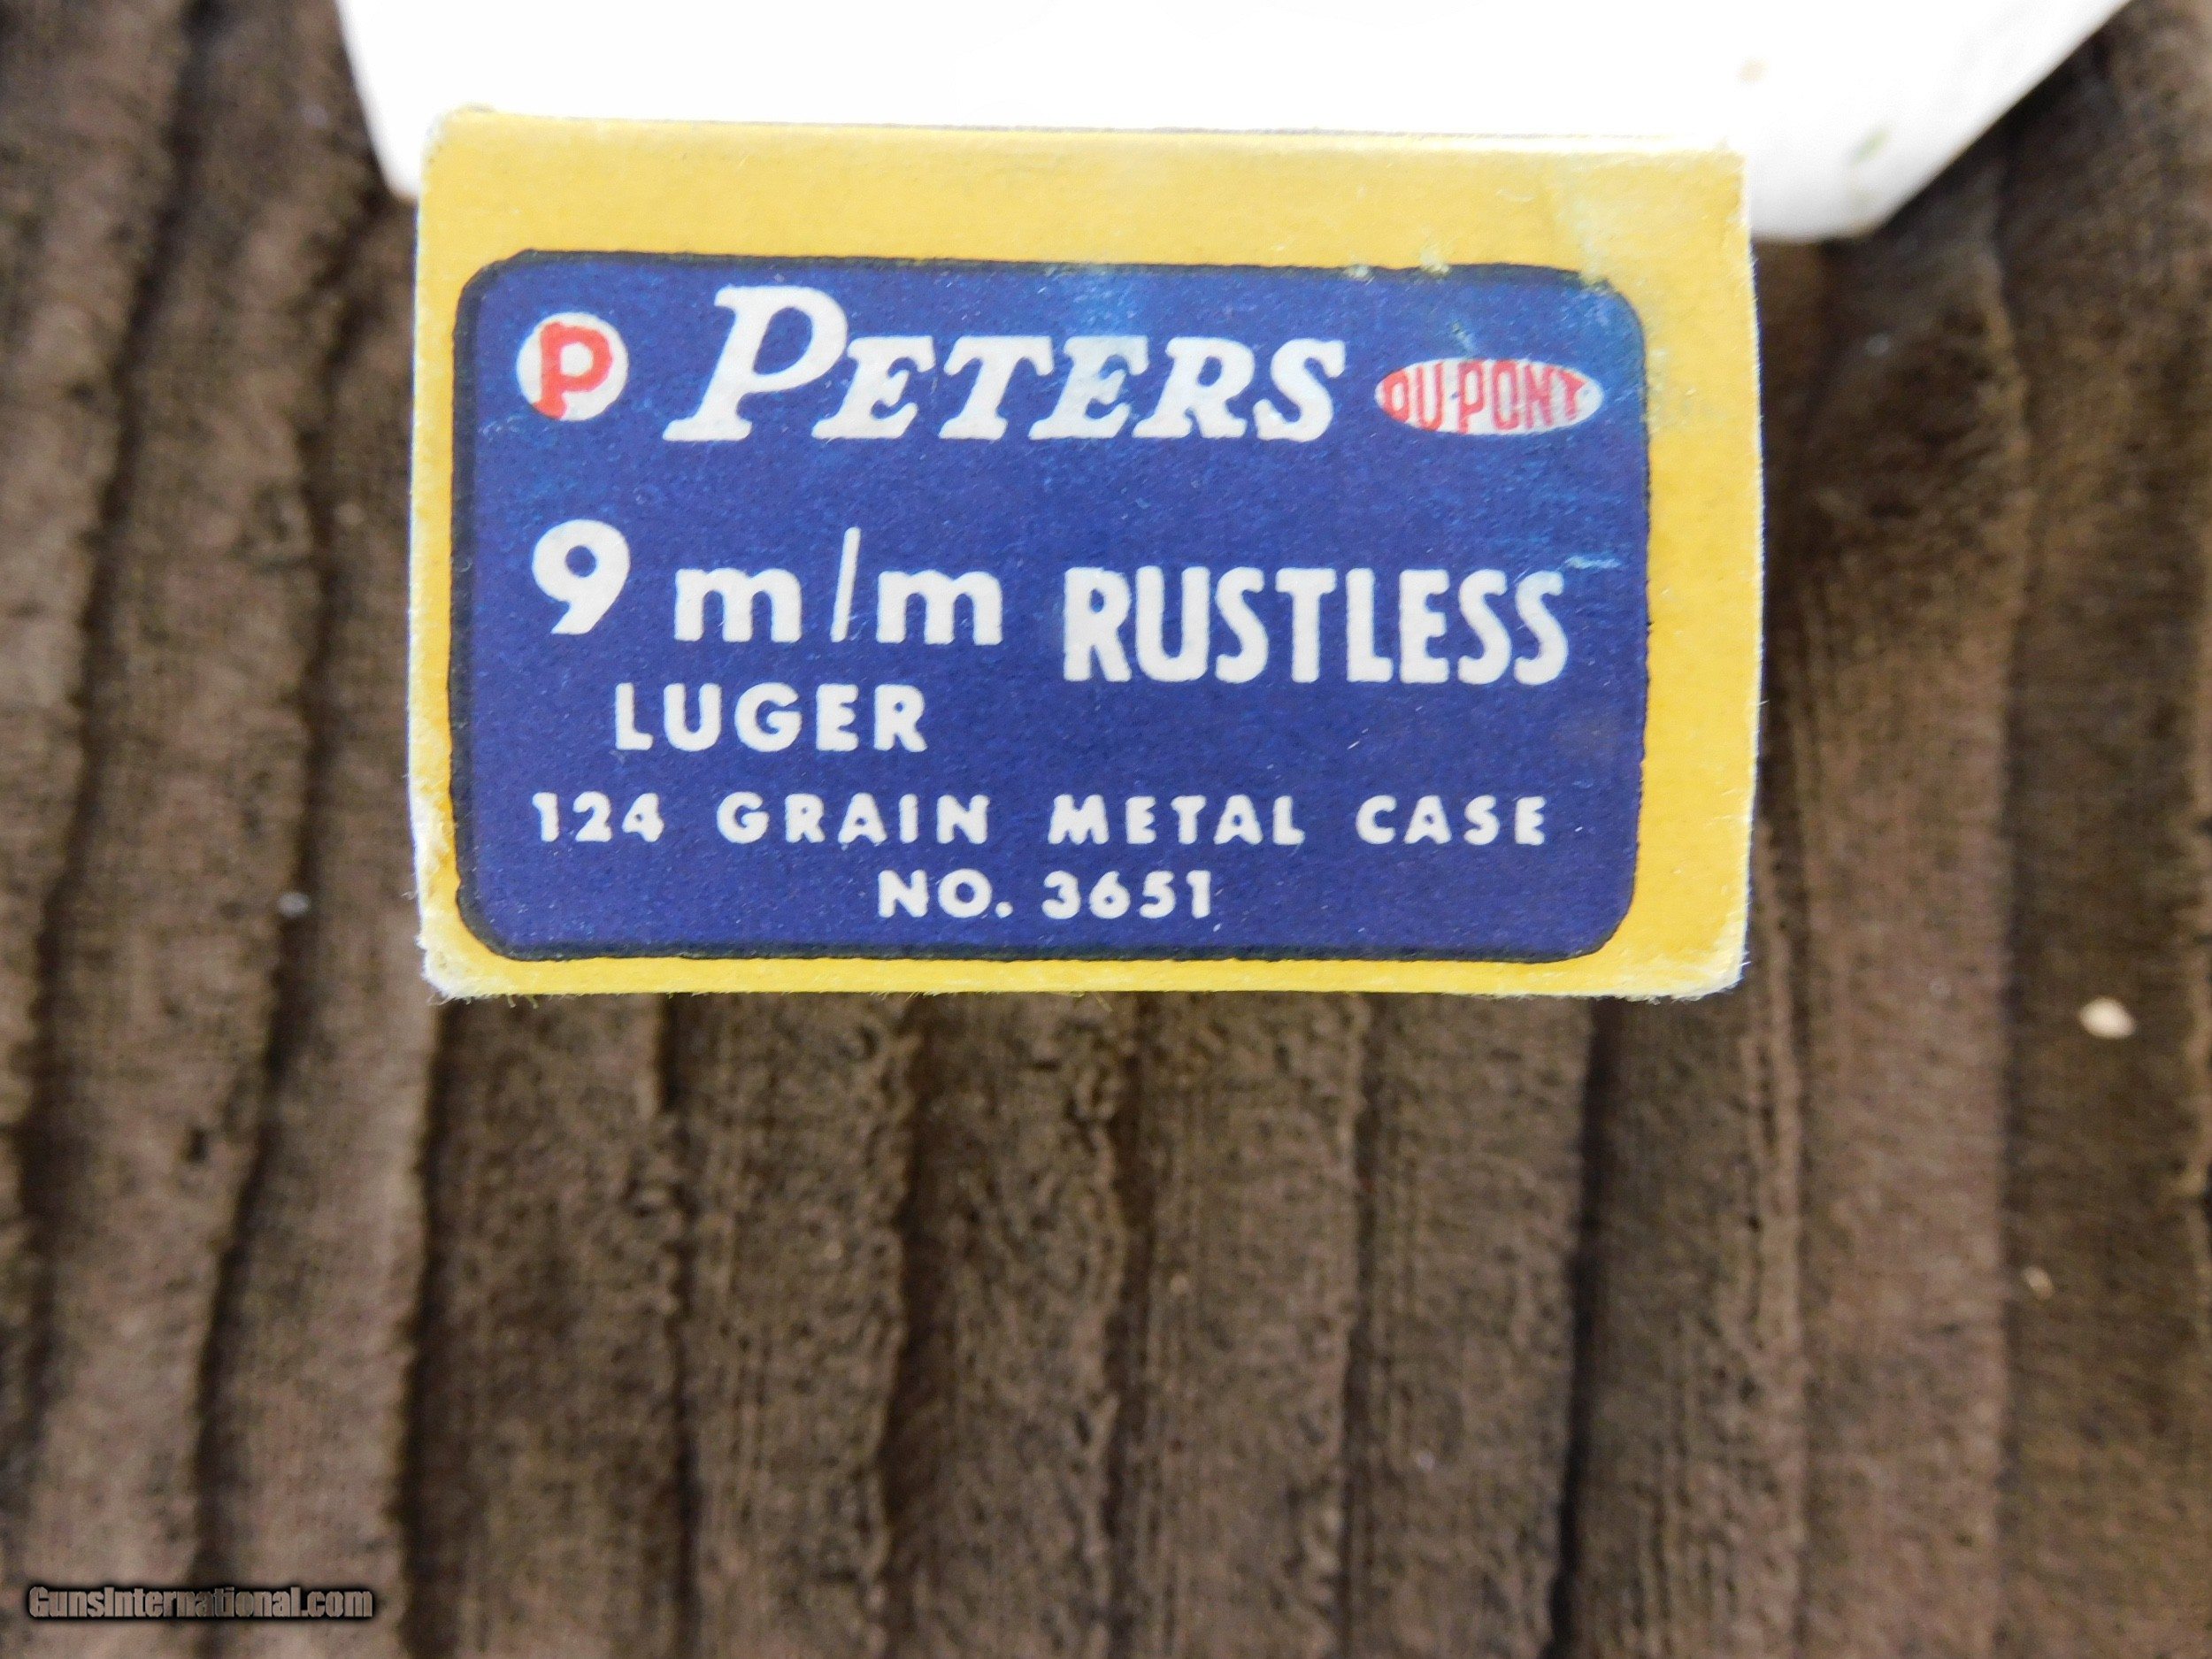 P PETERS DU PONT
9 m/m RUSTLESS
LUGER
124 GRAIN METAL CASE
NO. 3651
GunsInternational.com